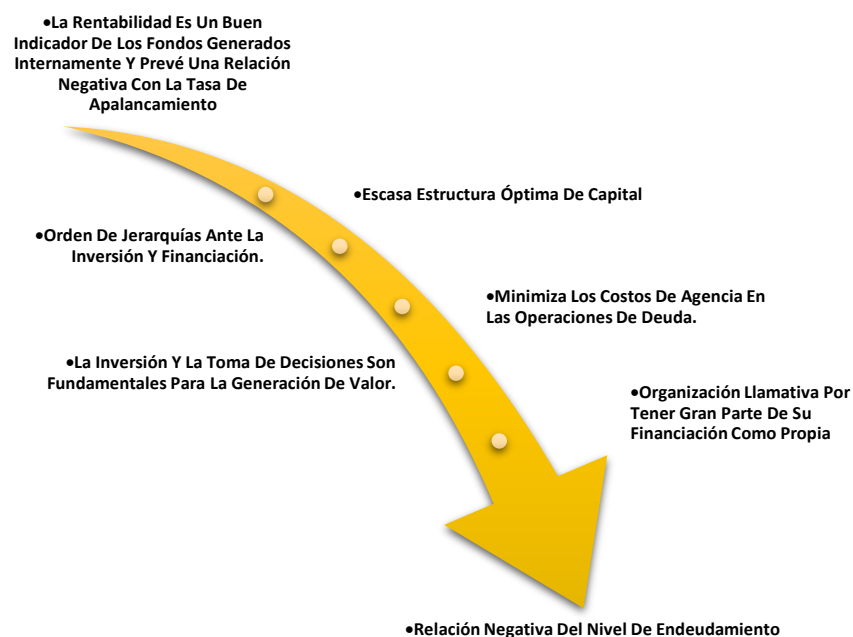 •La Rentabilidad Es Un Buen
Indicador De Los Fondos Generados
Internamente Y Prevé Una Relación
Negativa Con La Tasa De
Apalancamiento
•Escasa Estructura Óptima De Capital
•Orden De Jerarquías Ante La
Inversión Y Financiación.
•Minimiza Los Costos De Agencia En
Las Operaciones De Deuda.
•La Inversión Y La Toma De Decisiones Son
Fundamentales Para La Generación De Valor.
•Organización Llamativa Por
Tener Gran Parte De Su
Financiación Como Propia
•Relación Negativa Del Nivel De Endeudamiento